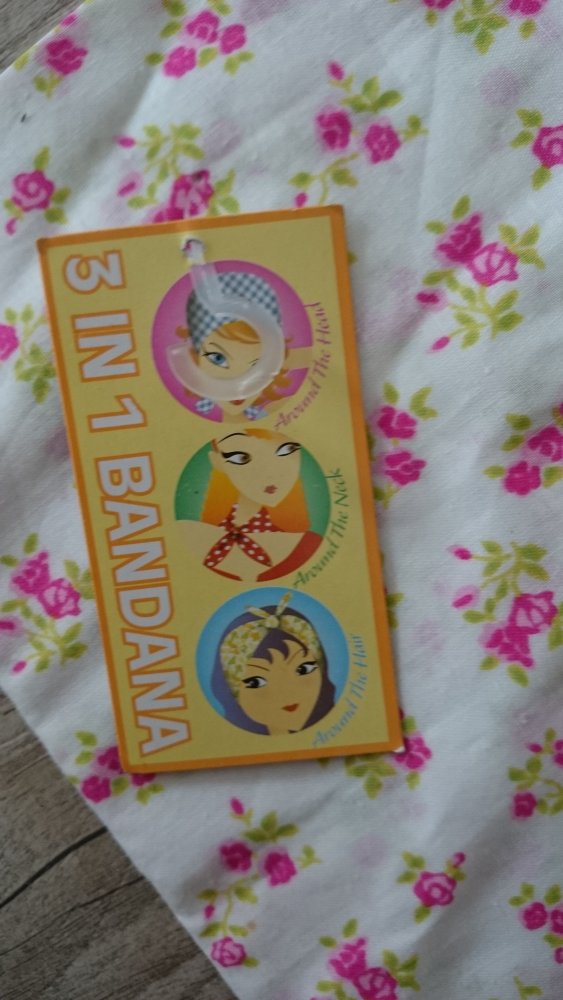 3 IN 1 BANDANA
Around The Head
Around The Neck
Around The Hair